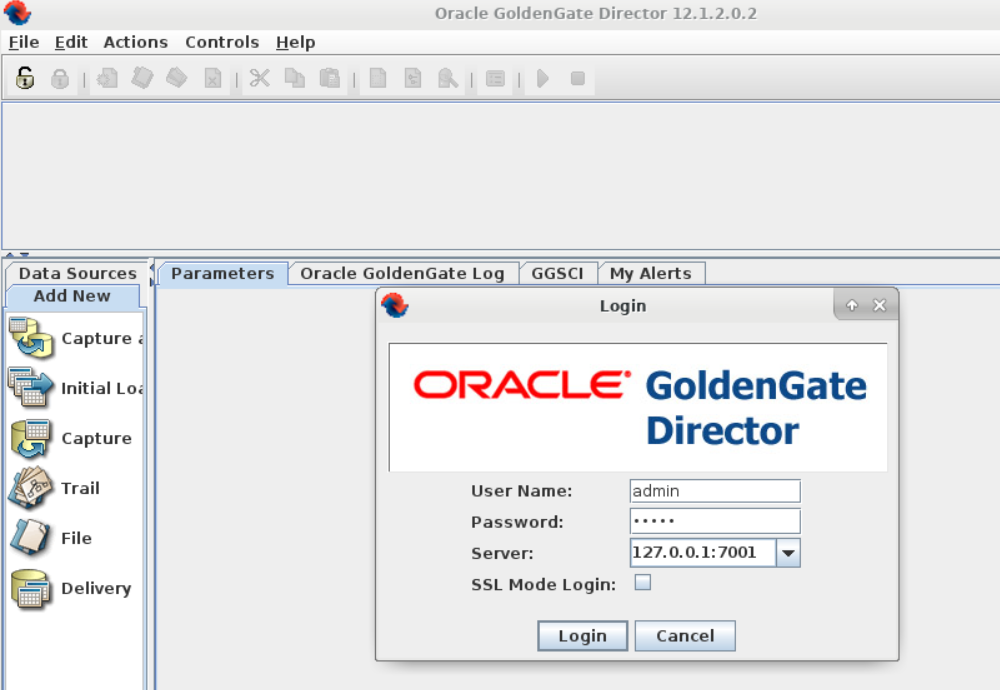 Oracle GoldenGate Director 12.1.2.0.2
File Edit Actions Controls Help
Data Sources
Add New
Capture a
Initial Loa
Capture
Trail
File
Delivery
Parameters Oracle GoldenGate Log GGSCI My Alerts
Login
ORACLE GoldenGate
Director
User Name: admin
Password: •••••
Server: 127.0.0.1:7001
SSL Mode Login:
Login Cancel